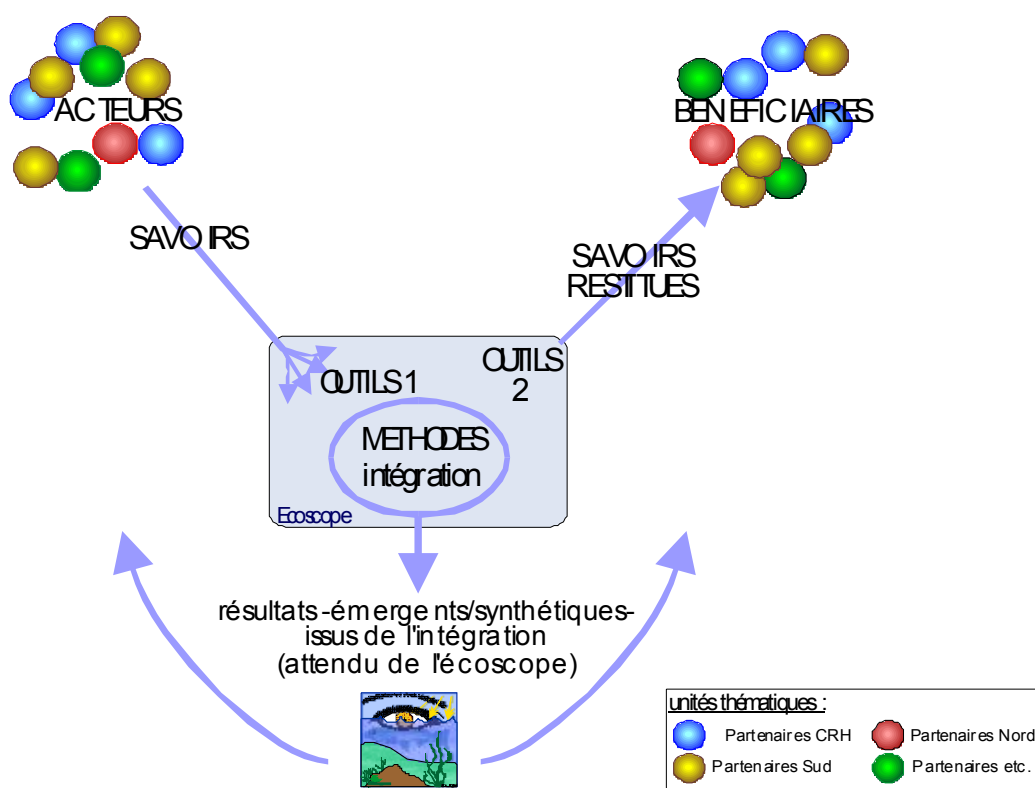 ACTEURS
BENEFICIAIRES
SAVOIRS
SAVOIRS
RESTITUES
OUTILS 1
OUTILS
2
METHODES
intégration
Ecoscope
résultats-émergents/synthétiques-
issus de l'intégration
(attendu de l'écoscope)
unités thématiques :
Partenaires CRH
Partenaires Nord
Partenaires Sud
Partenaires etc.